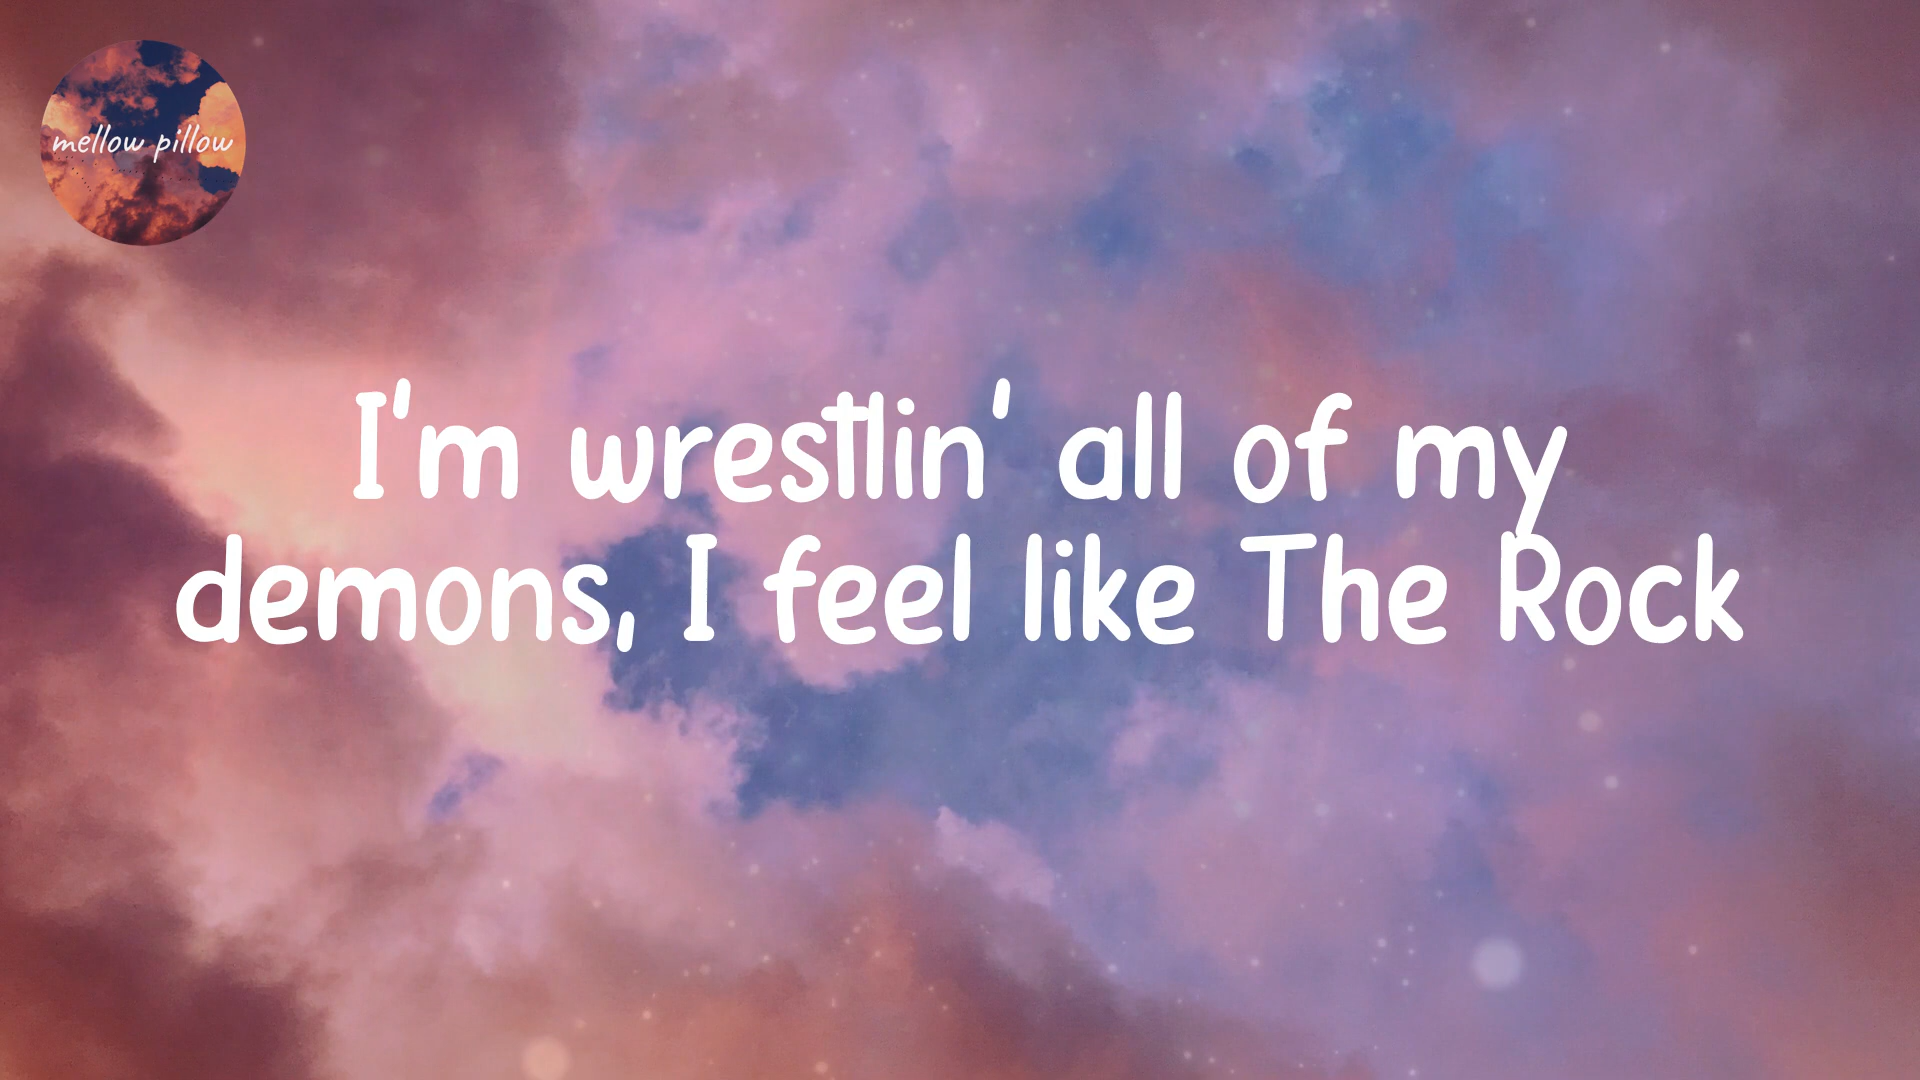 mellow pillow
I'm wrestlin' all of my
demons, I feel like The Rock